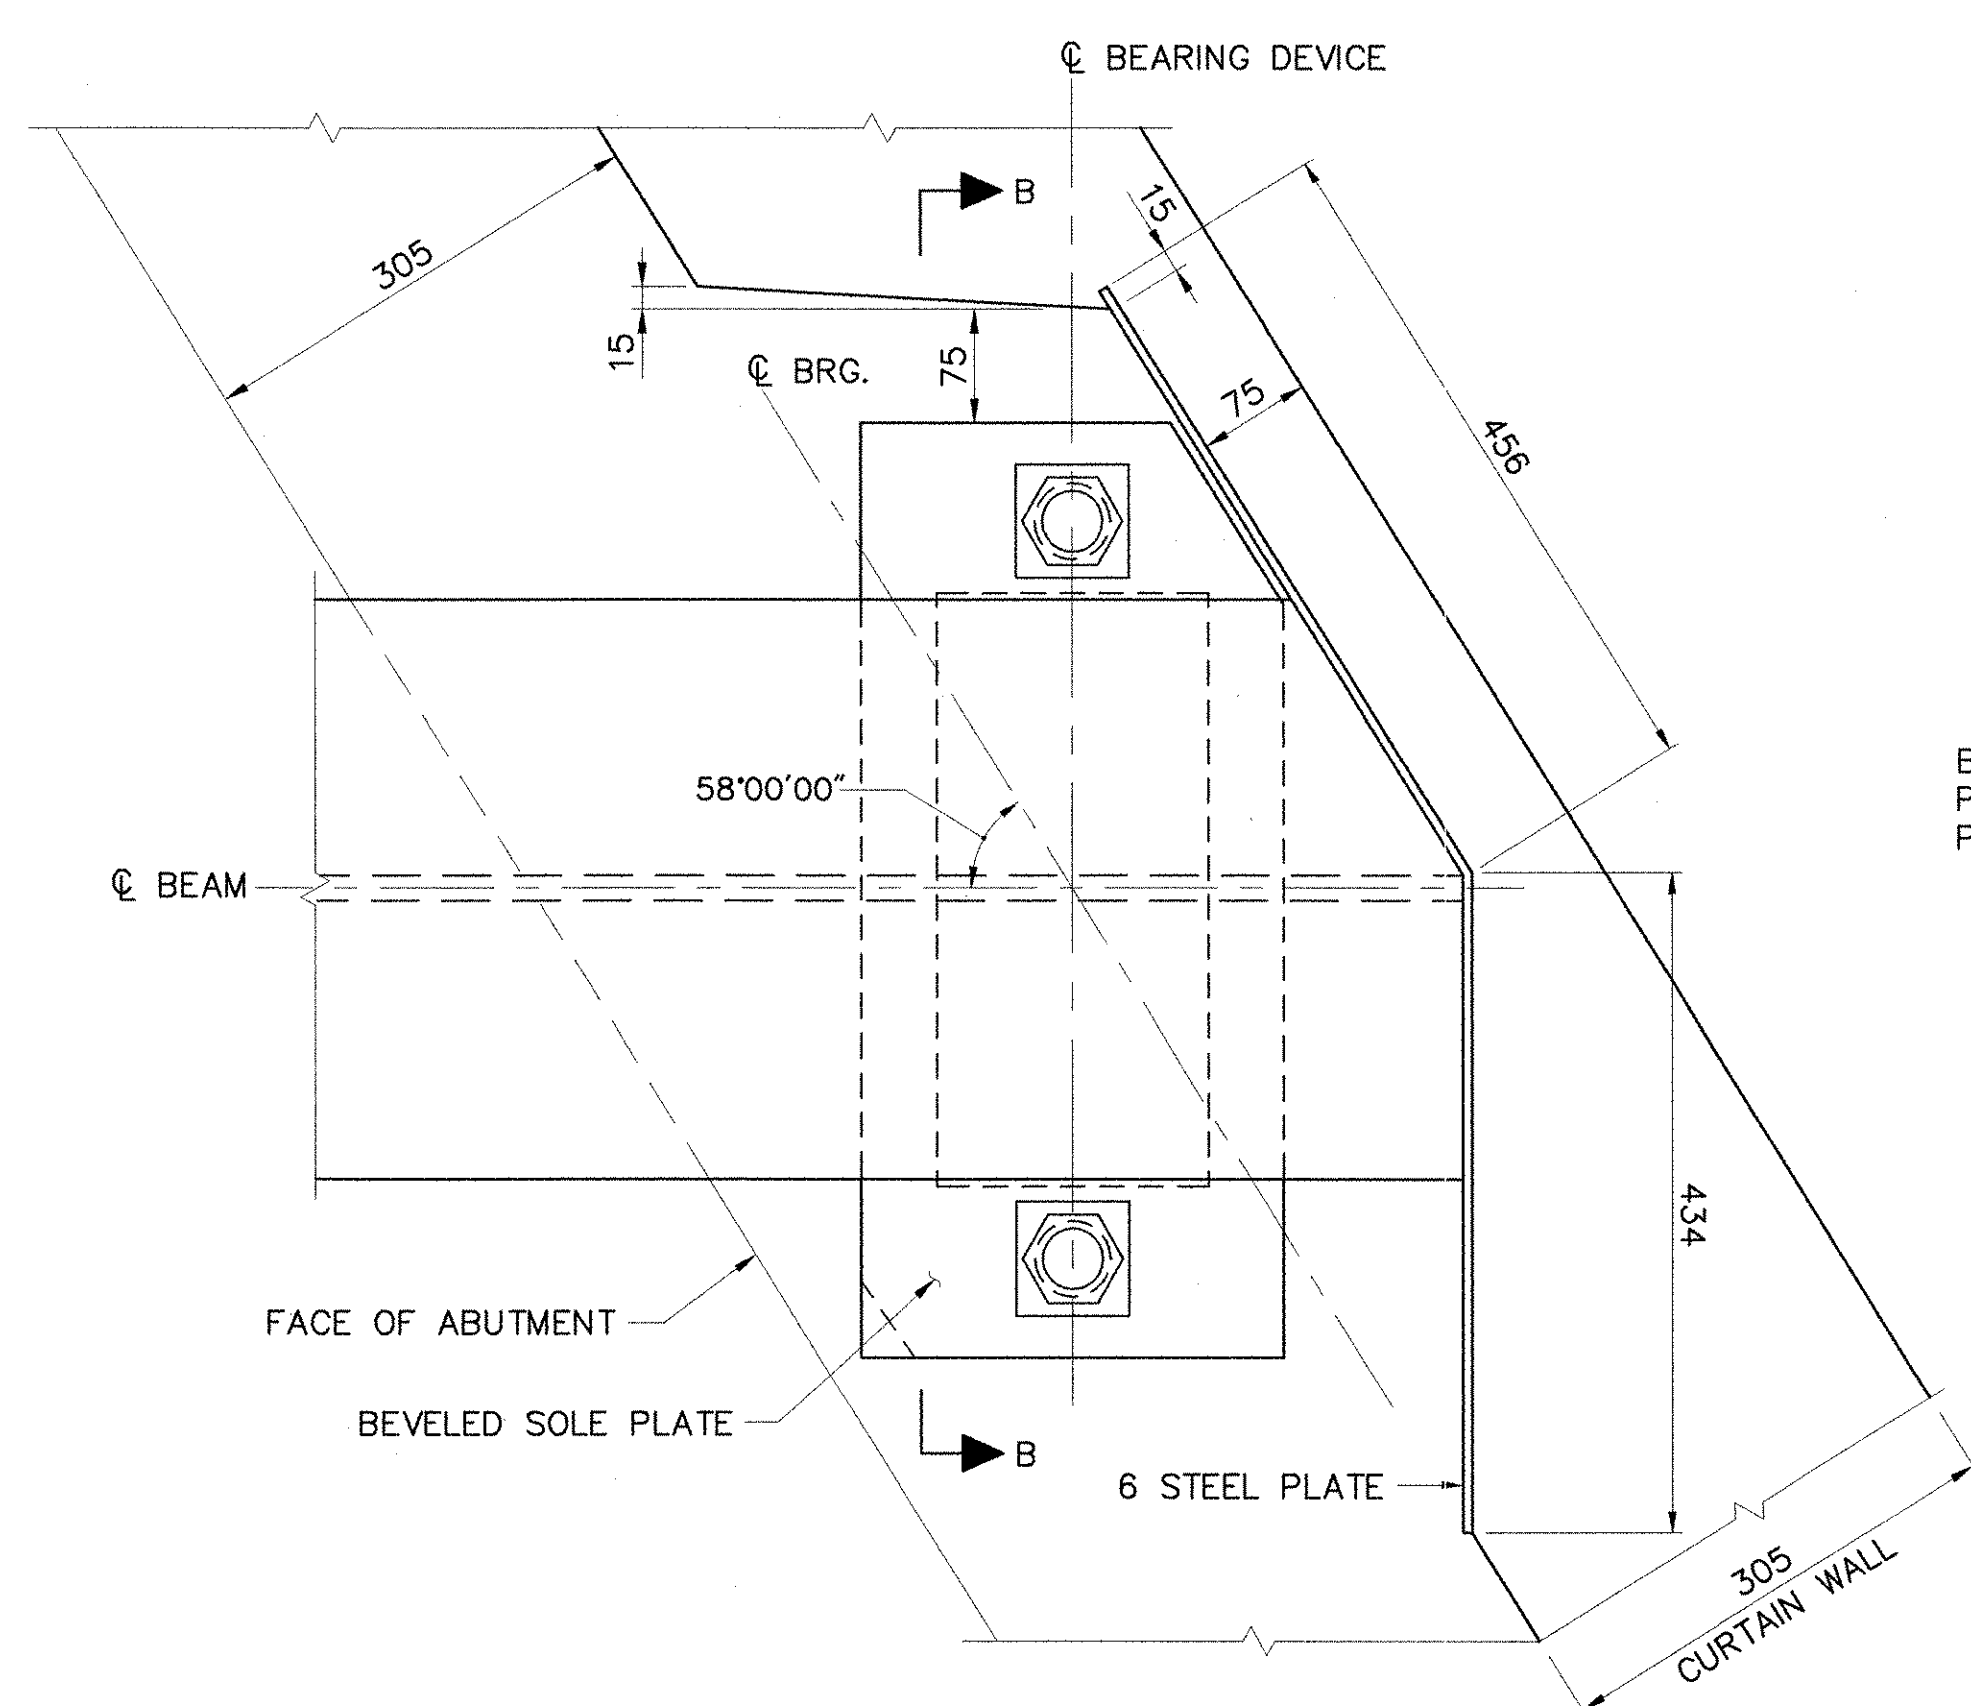 ℄ BEARING DEVICE
B
15
305
15
℄ BRG.
75
75
456
58°00'00"
℄ BEAM
434
FACE OF ABUTMENT
BEVELED SOLE PLATE
B
6 STEEL PLATE
305
CURTAIN WALL